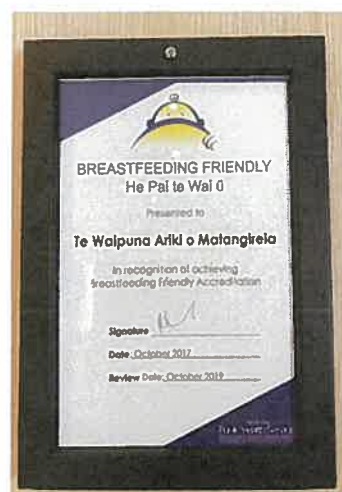 BREASTFEEDING FRIENDLY
He Pai te Wai ū
Presented to
Te Waipuna Ariki o Matangireia
In recognition of achieving
Breastfeeding Friendly Accreditation
Signature
Date: October 2017
Review Date: October 2019